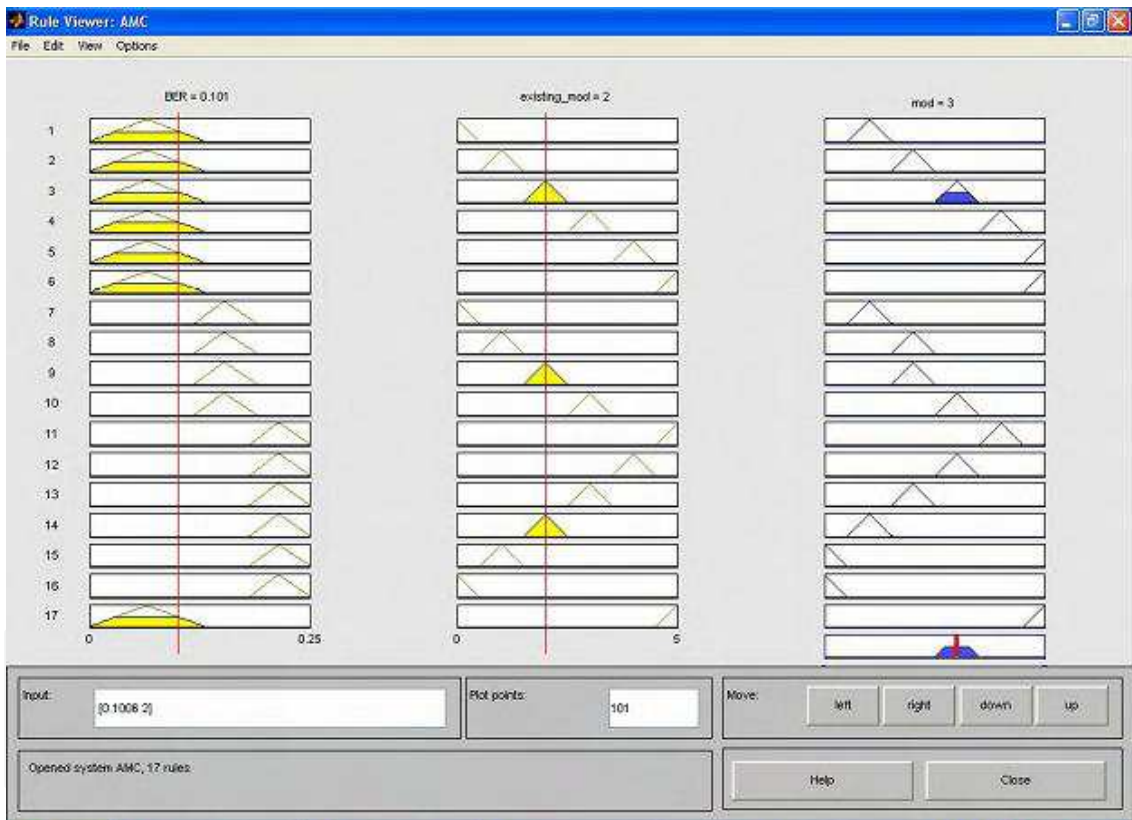 Rule Viewer: AMC
File Edit View Options
BER = 0.101
existing_mod = 2
mod = 3
1
2
3
4
5
6
7
8
9
10
11
12
13
14
15
16
17
0 0.25
0 5
Input:
[0.1006 2]
Plot points:
101
Move:
left
right
down
up
Opened system AMC, 17 rules
Help
Close